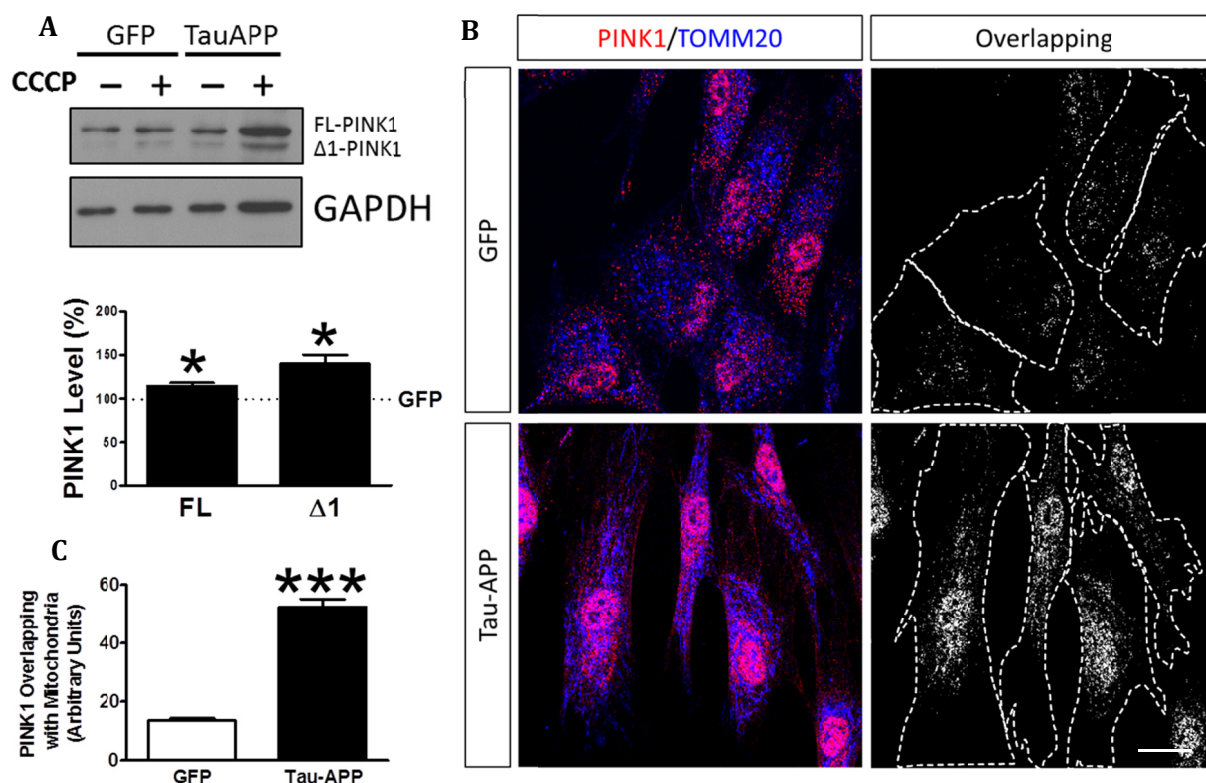 A
GFP TauAPP
CCCP − + − +
FL-PINK1
Δ1-PINK1
GAPDH
PINK1 Level (%)
200
150
100
50
0
GFP
* *
FL Δ1
C
PINK1 Overlapping
with Mitochondria
(Arbitrary Units)
60
40
20
0
***
GFP Tau-APP
B
PINK1/TOMM20 Overlapping
GFP
Tau-APP